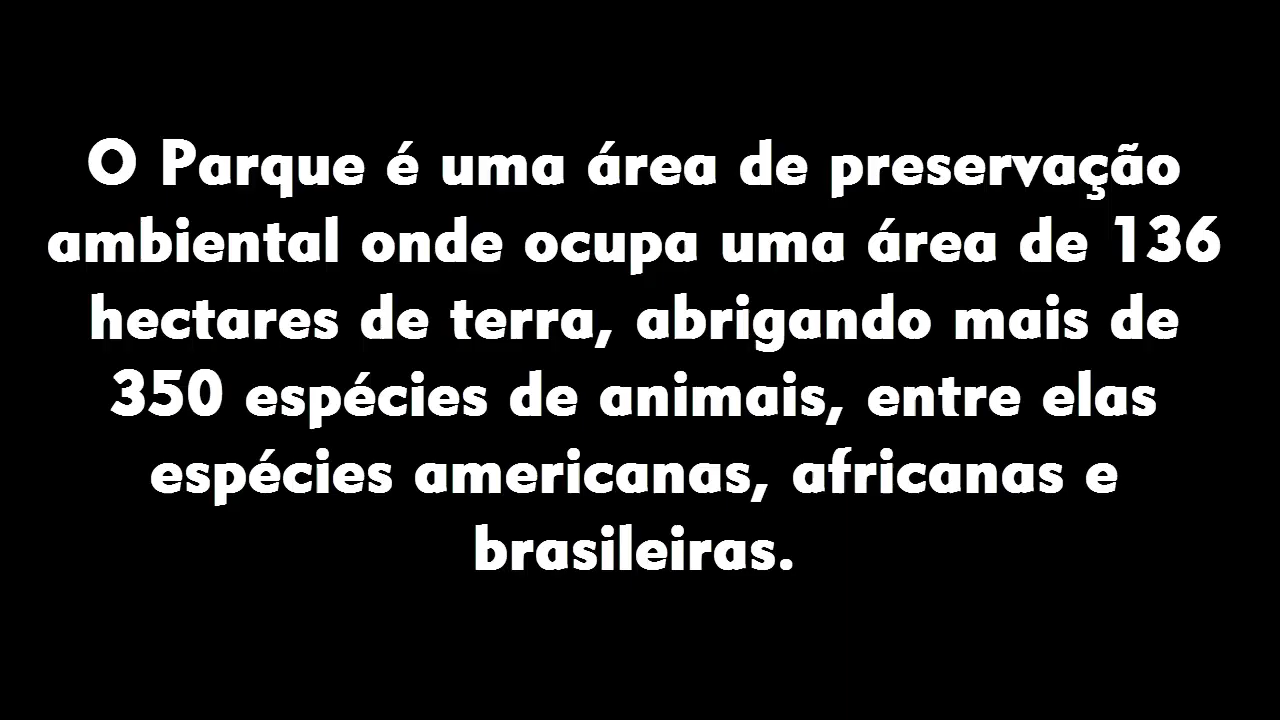 O Parque é uma área de preservação
ambiental onde ocupa uma área de 136
hectares de terra, abrigando mais de
350 espécies de animais, entre elas
espécies americanas, africanas e
brasileiras.